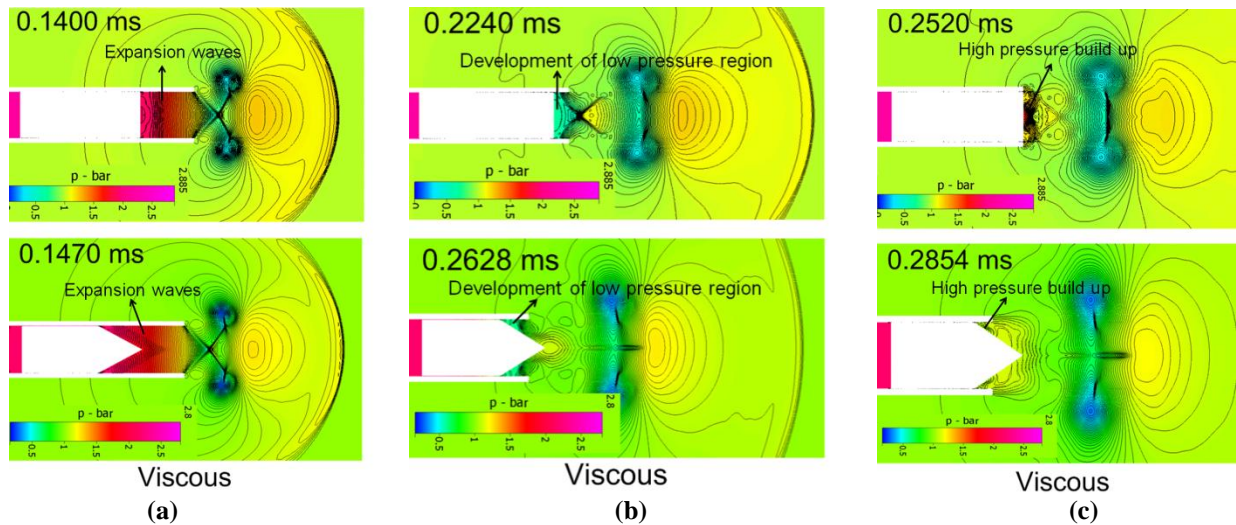 0.1400 ms
Expansion waves
2.885
p - bar
0.5 1 1.5 2 2.5
0.1470 ms
Expansion waves
2.8
p - bar
0.5 1 1.5 2 2.5
Viscous
(a)
0.2240 ms
Development of low pressure region
2.885
p - bar
0.5 1 1.5 2 2.5
0.2628 ms
Development of low pressure region
2.8
p - bar
0.5 1 1.5 2 2.5
Viscous
(b)
0.2520 ms
High pressure build up
2.885
p - bar
0.5 1 1.5 2 2.5
0.2854 ms
High pressure build up
2.8
p - bar
0.5 1 1.5 2 2.5
Viscous
(c)